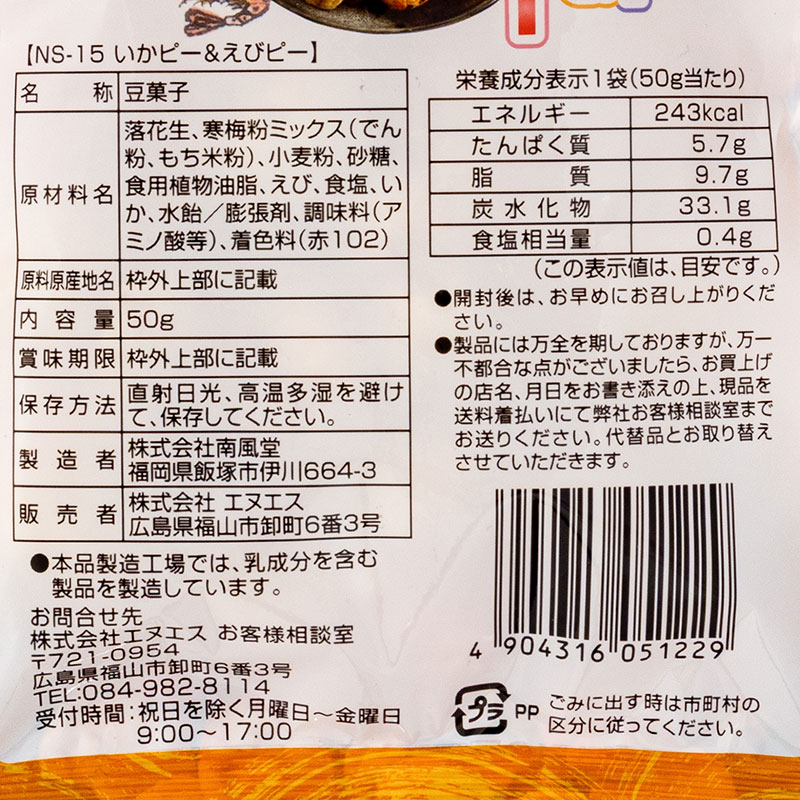 【NS-15 いかピー&えびピー】
名称 豆菓子
原材料名 落花生、寒梅粉ミックス(でん
粉、もち米粉)、小麦粉、砂糖、
食用植物油脂、えび、食塩、い
か、水飴/膨張剤、調味料(ア
ミノ酸等)、着色料(赤102)
原料原産地名 枠外上部に記載
内容量 50g
賞味期限 枠外上部に記載
保存方法 直射日光、高温多湿を避け
て、保存してください。
製造者 株式会社南風堂
福岡県飯塚市伊川664-3
販売者 株式会社 エヌエス
広島県福山市卸町6番3号
●本品製造工場では、乳成分を含む
製品を製造しています。
お問合せ先
株式会社エヌエス お客様相談室
〒721-0954
広島県福山市卸町6番3号
TEL:084-982-8114
受付時間:祝日を除く月曜日〜金曜日
9:00〜17:00
栄養成分表示1袋(50g当たり)
エネルギー 243kcal
たんぱく質 5.7g
脂質 9.7g
炭水化物 33.1g
食塩相当量 0.4g
(この表示値は、目安です。)
●開封後は、お早めにお召し上がりくだ
さい。
●製品には万全を期しておりますが、万一
不都合な点がございましたら、お買上げ
の店名、月日をお書き添えの上、現品を
送料着払いにて弊社お客様相談室まで
お送りください。代替品とお取り替え
させていただきます。
4 904316 051229
プラ PP ごみに出す時は市町村の
区分に従ってください。